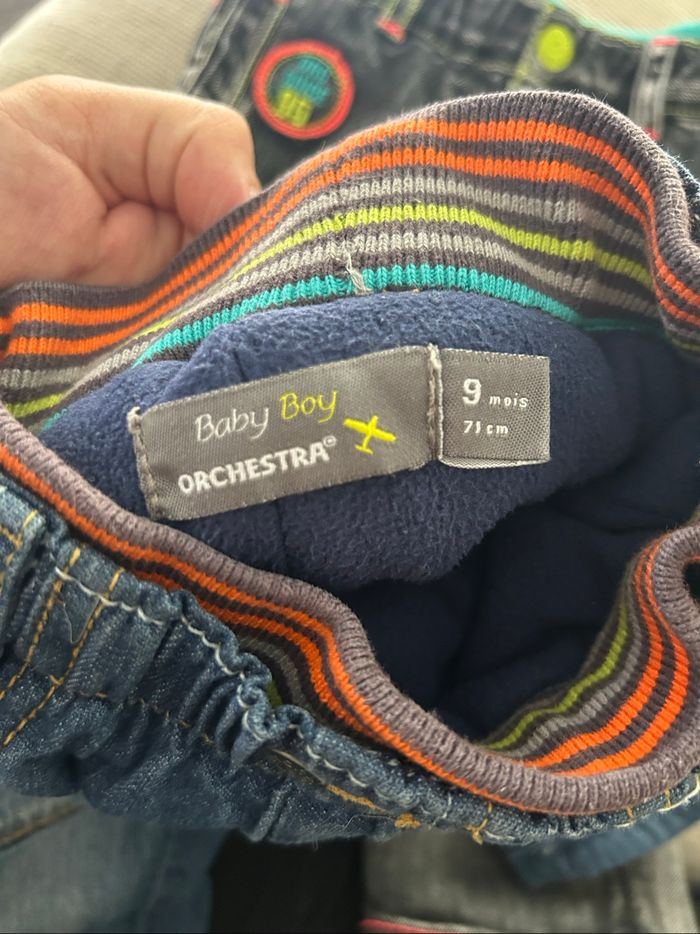 Baby Boy
ORCHESTRA®
9 mois
71 cm